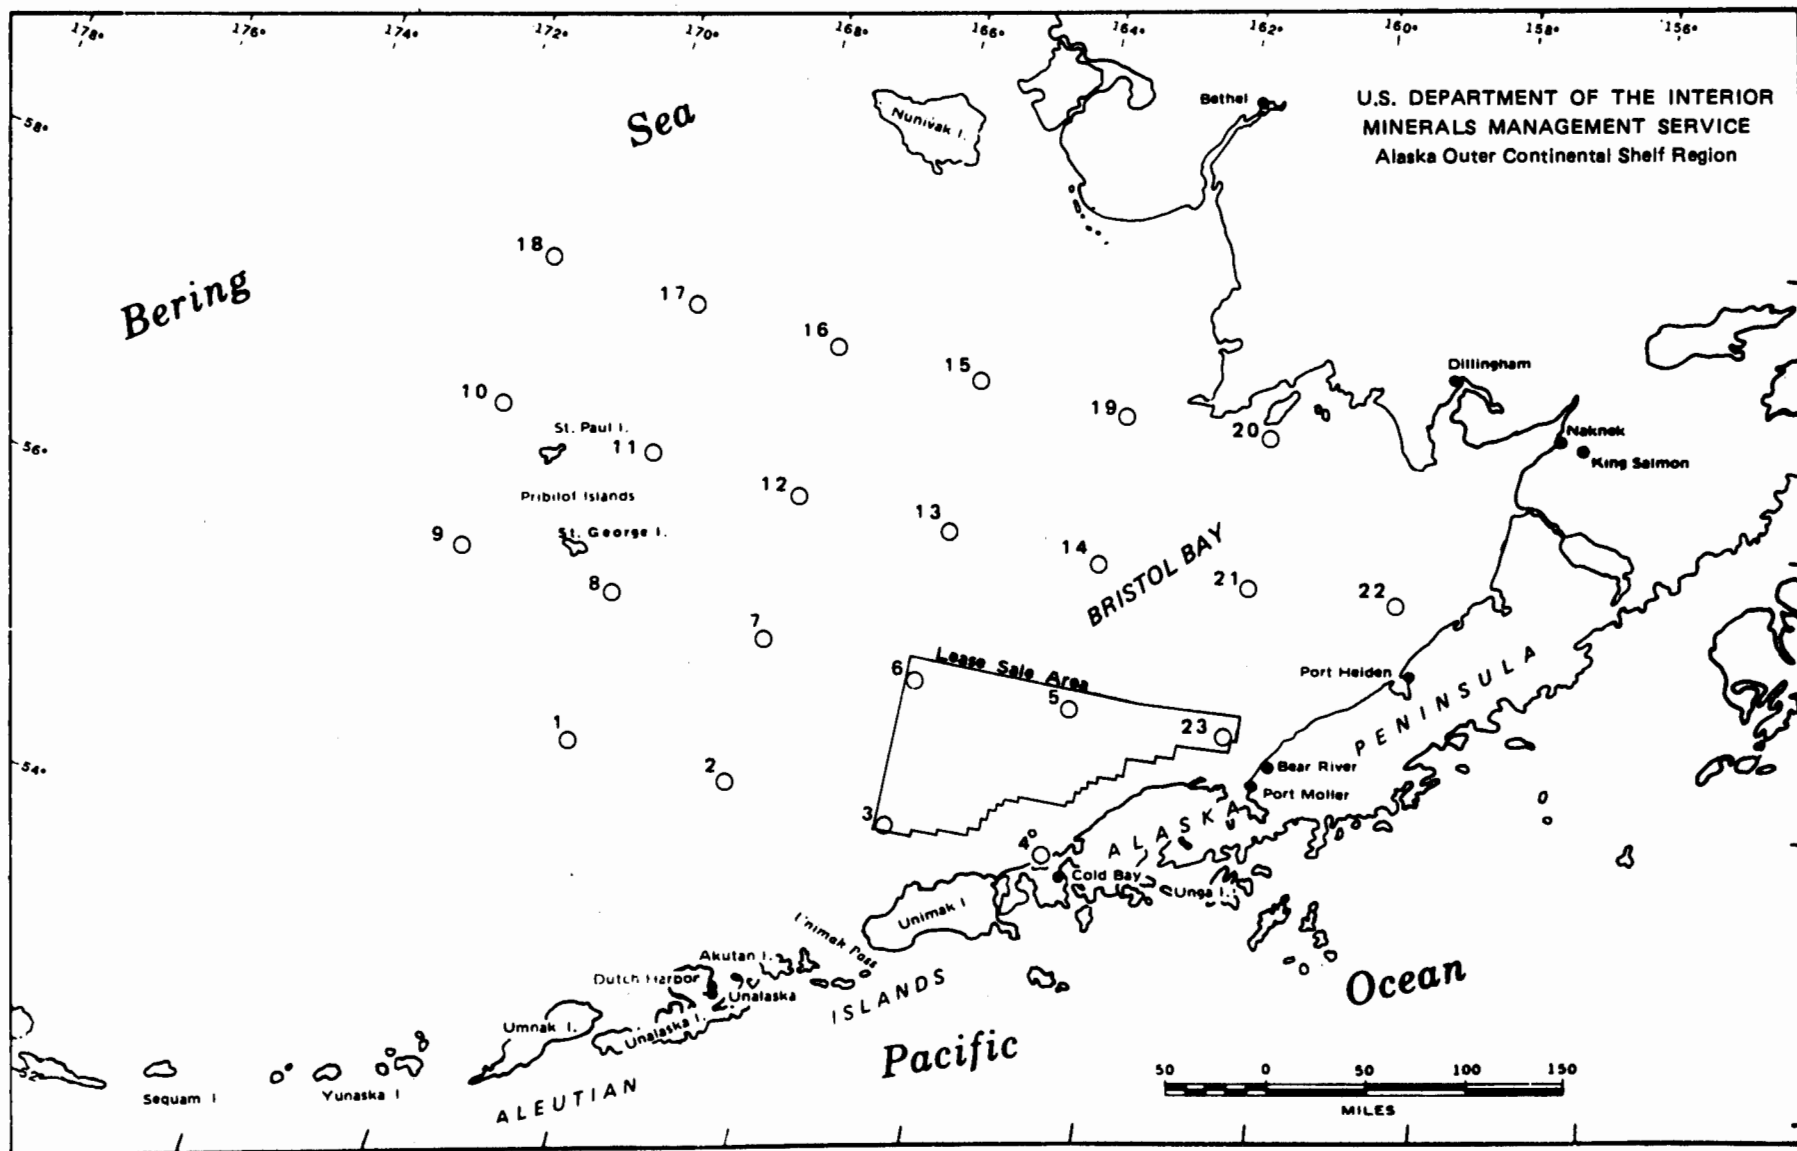 178° 176° 174° 172° 170° 168° 166° 164° 162° 160° 158° 156°
U.S. DEPARTMENT OF THE INTERIOR
MINERALS MANAGEMENT SERVICE
Alaska Outer Continental Shelf Region
Bethel
Sea
Nunivak I.
58°
18
Bering
17
16
15
Dillingham
10
19
St. Paul I.
20
Naknek
56°
11
King Salmon
12
Pribilof Islands
13
9
St. George I.
14
BRISTOL BAY
8
21
22
7
Lease Sale Area
6
Port Heiden
5
1
23
PENINSULA
54°
2
Bear River
Port Moller
3
4
ALASKA
Cold Bay
Unga I.
Unimak I
Unimak Pass
Akutan I.
Dutch Harbor
Unalaska
ISLANDS
Ocean
Umnak I.
Unalaska I.
Pacific
52°
Sequam I
Yunaska I
ALEUTIAN
50 0 50 100 150
MILES